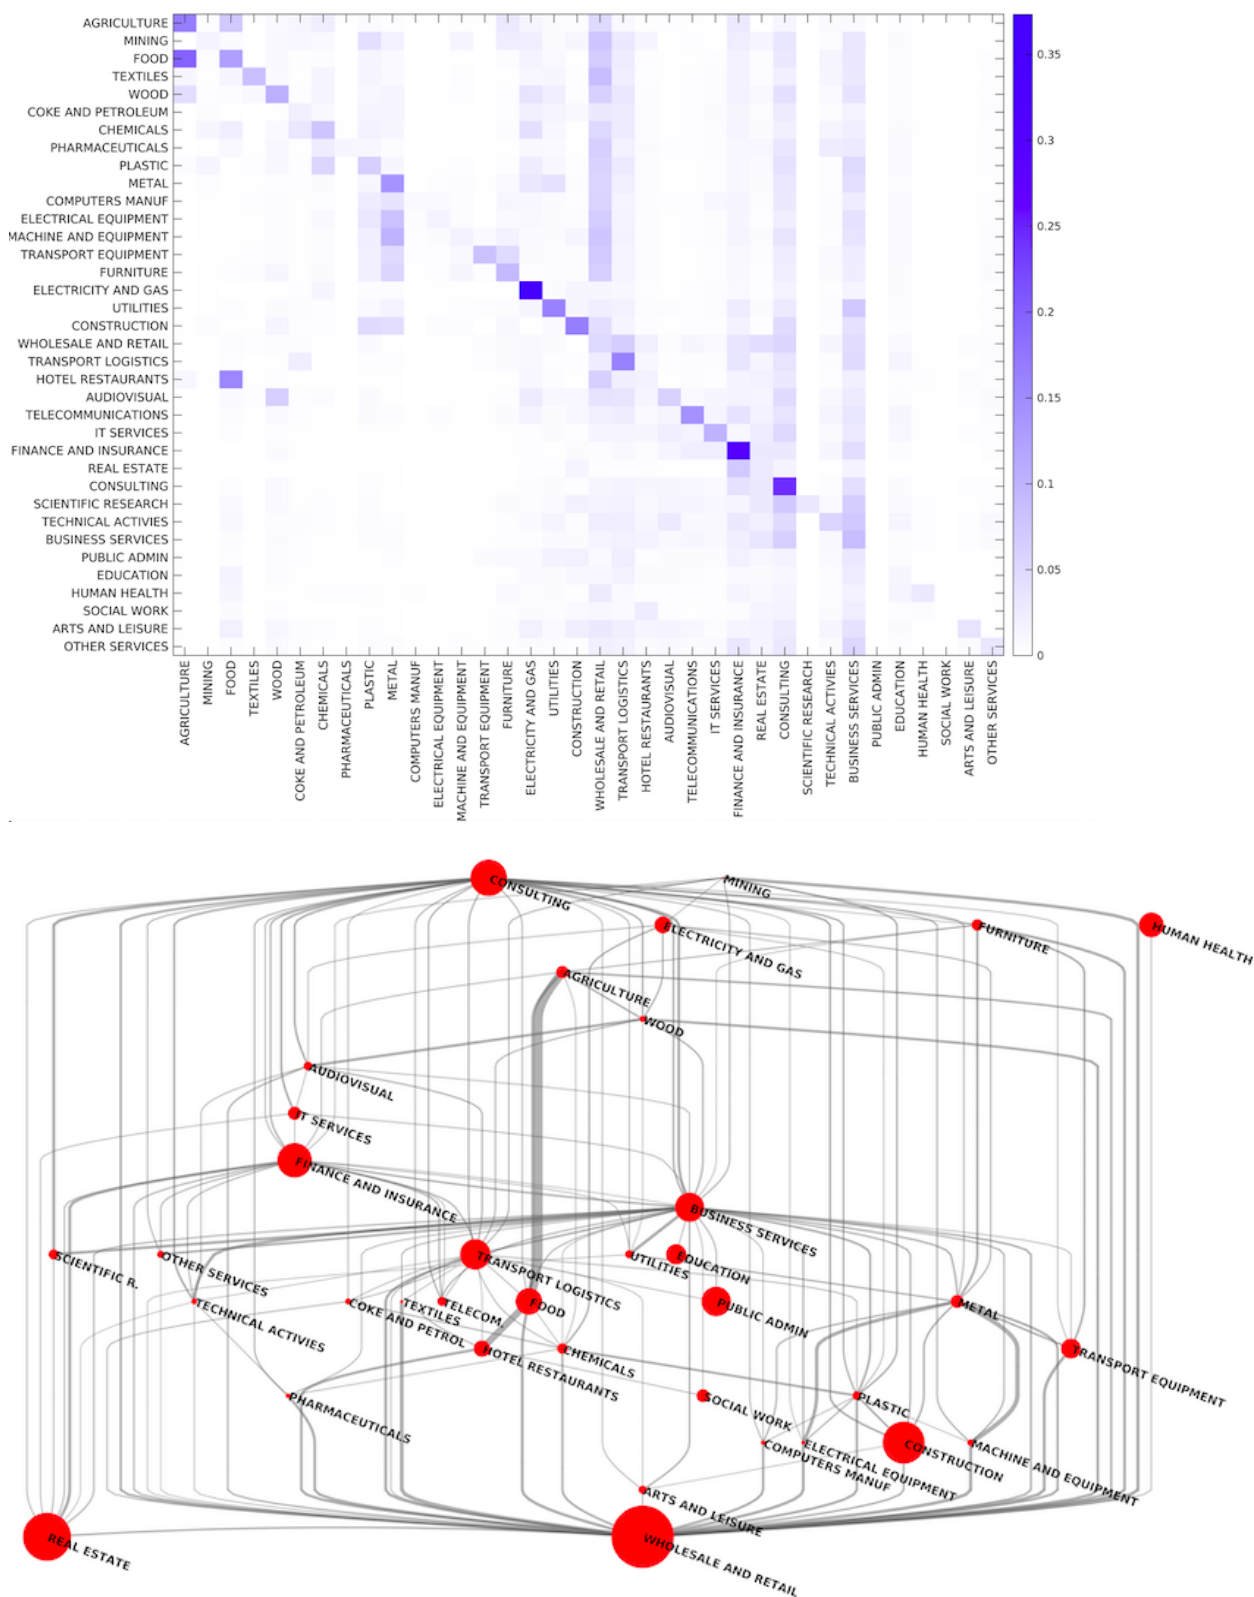 AGRICULTURE
MINING
FOOD
TEXTILES
WOOD
COKE AND PETROLEUM
CHEMICALS
PHARMACEUTICALS
PLASTIC
METAL
COMPUTERS MANUF
ELECTRICAL EQUIPMENT
MACHINE AND EQUIPMENT
TRANSPORT EQUIPMENT
FURNITURE
ELECTRICITY AND GAS
UTILITIES
CONSTRUCTION
WHOLESALE AND RETAIL
TRANSPORT LOGISTICS
HOTEL RESTAURANTS
AUDIOVISUAL
TELECOMMUNICATIONS
IT SERVICES
FINANCE AND INSURANCE
REAL ESTATE
CONSULTING
SCIENTIFIC RESEARCH
TECHNICAL ACTIVIES
BUSINESS SERVICES
PUBLIC ADMIN
EDUCATION
HUMAN HEALTH
SOCIAL WORK
ARTS AND LEISURE
OTHER SERVICES
AGRICULTURE
MINING
FOOD
TEXTILES
WOOD
COKE AND PETROLEUM
CHEMICALS
PHARMACEUTICALS
PLASTIC
METAL
COMPUTERS MANUF
ELECTRICAL EQUIPMENT
MACHINE AND EQUIPMENT
TRANSPORT EQUIPMENT
FURNITURE
ELECTRICITY AND GAS
UTILITIES
CONSTRUCTION
WHOLESALE AND RETAIL
TRANSPORT LOGISTICS
HOTEL RESTAURANTS
AUDIOVISUAL
TELECOMMUNICATIONS
IT SERVICES
FINANCE AND INSURANCE
REAL ESTATE
CONSULTING
SCIENTIFIC RESEARCH
TECHNICAL ACTIVIES
BUSINESS SERVICES
PUBLIC ADMIN
EDUCATION
HUMAN HEALTH
SOCIAL WORK
ARTS AND LEISURE
OTHER SERVICES
0.35
0.3
0.25
0.2
0.15
0.1
0.05
0
CONSULTING
MINING
ELECTRICITY AND GAS
FURNITURE
HUMAN HEALTH
AGRICULTURE
WOOD
AUDIOVISUAL
IT SERVICES
FINANCE AND INSURANCE
BUSINESS SERVICES
SCIENTIFIC R.
OTHER SERVICES
TRANSPORT LOGISTICS
UTILITIES
EDUCATION
TECHNICAL ACTIVIES
COKE AND PETROL
TEXTILES
TELECOM.
FOOD
PUBLIC ADMIN
METAL
HOTEL RESTAURANTS
CHEMICALS
TRANSPORT EQUIPMENT
PHARMACEUTICALS
SOCIAL WORK
PLASTIC
COMPUTERS MANUF
ELECTRICAL EQUIPMENT
CONSTRUCTION
MACHINE AND EQUIPMENT
ARTS AND LEISURE
REAL ESTATE
WHOLESALE AND RETAIL